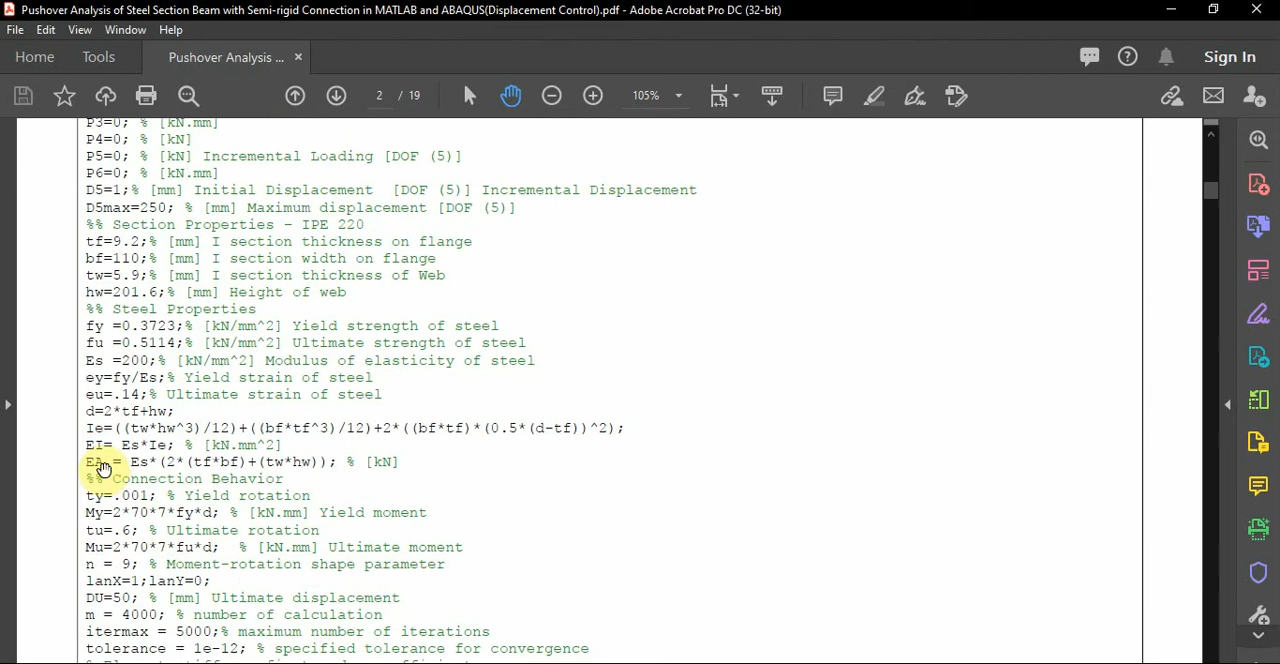 Pushover Analysis of Steel Section Beam with Semi-rigid Connection in MATLAB and ABAQUS(Displacement Control).pdf - Adobe Acrobat Pro DC (32-bit)
File Edit View Window Help
Home Tools Pushover Analysis ... × Sign In
2 / 19 105%
P3=0; % [kN.mm]
P4=0; % [kN]
P5=0; % [kN] Incremental Loading [DOF (5)]
P6=0; % [kN.mm]
D5=1;% [mm] Initial Displacement [DOF (5)] Incremental Displacement
D5max=250; % [mm] Maximum displacement [DOF (5)]
%% Section Properties - IPE 220
tf=9.2;% [mm] I section thickness on flange
bf=110;% [mm] I section width on flange
tw=5.9;% [mm] I section thickness of Web
hw=201.6;% [mm] Height of web
%% Steel Properties
fy =0.3723;% [kN/mm^2] Yield strength of steel
fu =0.5114;% [kN/mm^2] Ultimate strength of steel
Es =200;% [kN/mm^2] Modulus of elasticity of steel
ey=fy/Es;% Yield strain of steel
eu=.14;% Ultimate strain of steel
d=2*tf+hw;
Ie=((tw*hw^3)/12)+((bf*tf^3)/12)+2*((bf*tf)*(0.5*(d-tf))^2);
EI= Es*Ie; % [kN.mm^2]
EA = Es*(2*(tf*bf)+(tw*hw)); % [kN]
%% Connection Behavior
ty=.001; % Yield rotation
My=2*70*7*fy*d; % [kN.mm] Yield moment
tu=.6; % Ultimate rotation
Mu=2*70*7*fu*d; % [kN.mm] Ultimate moment
n = 9; % Moment-rotation shape parameter
lanX=1;lanY=0;
DU=50; % [mm] Ultimate displacement
m = 4000; % number of calculation
itermax = 5000;% maximum number of iterations
tolerance = 1e-12; % specified tolerance for convergence